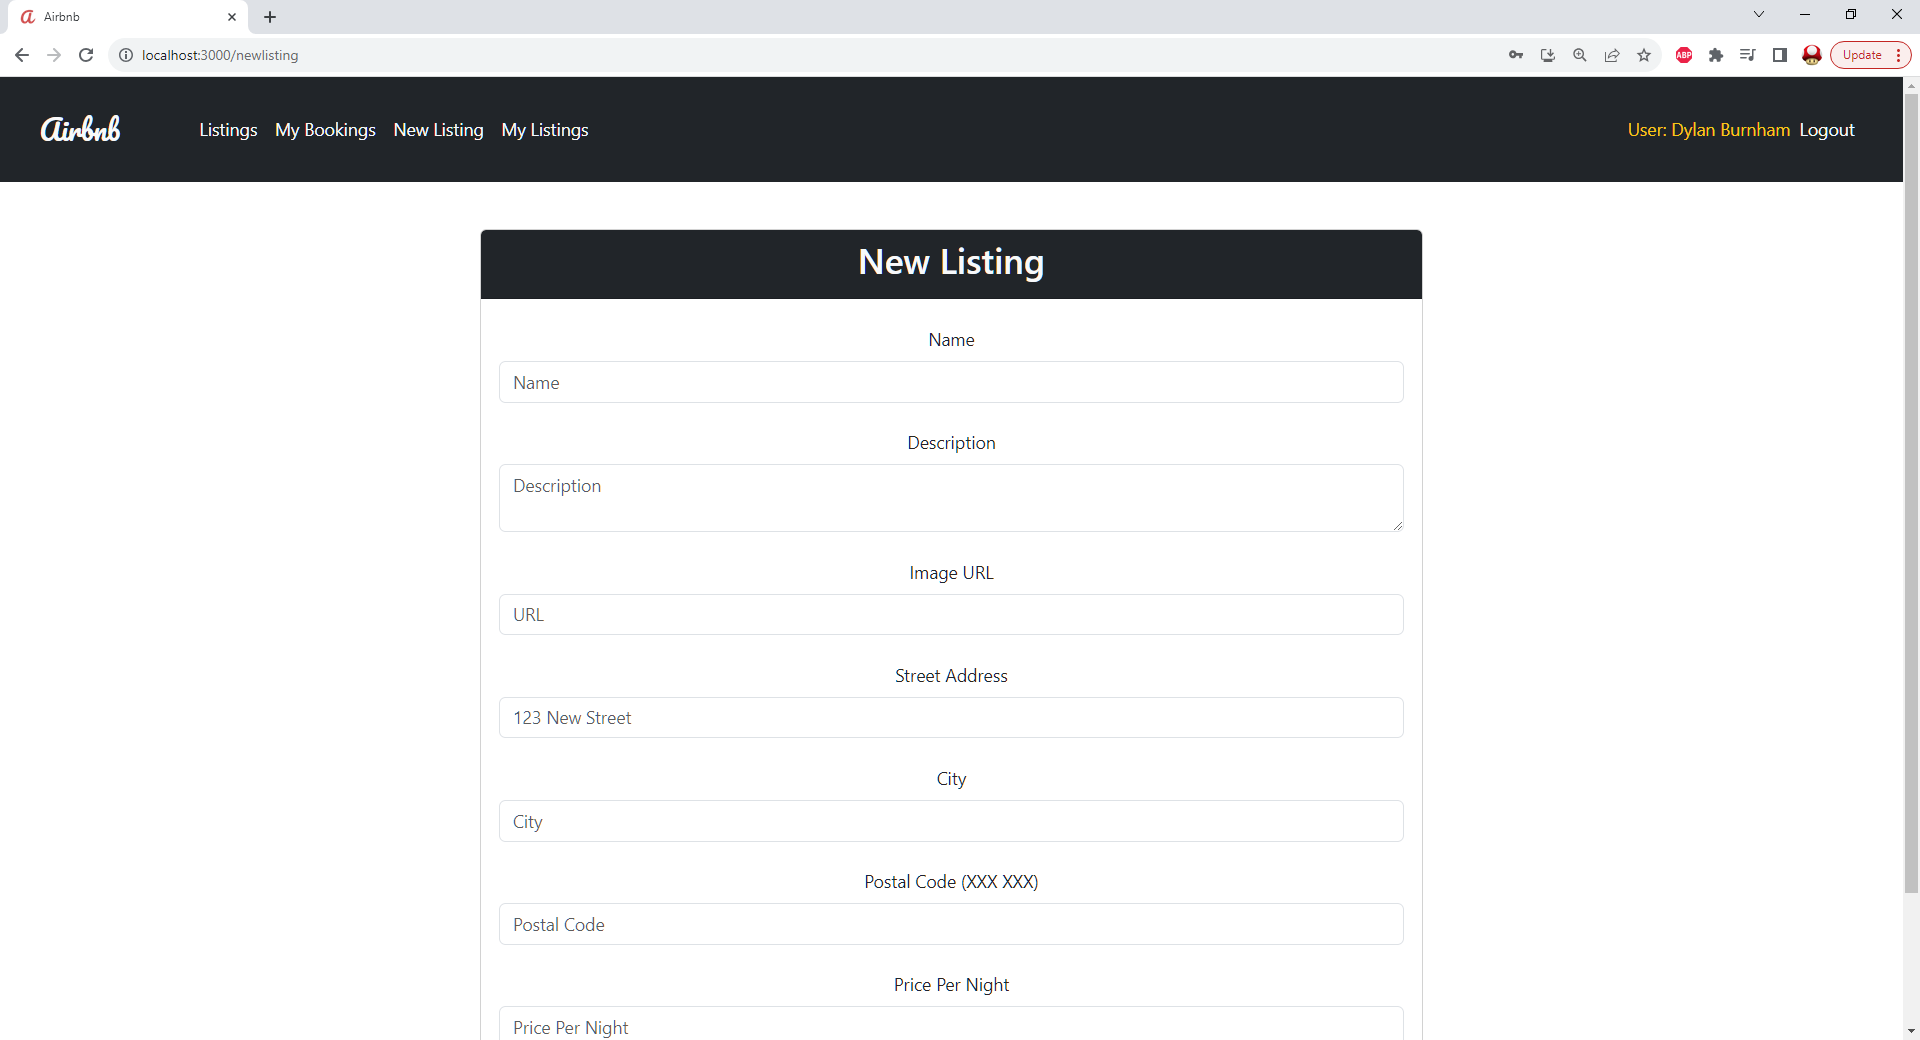 Airbnb
localhost:3000/newlisting
ABP
Update
Airbnb
Listings My Bookings New Listing My Listings
User: Dylan Burnham Logout
New Listing
Name
Name
Description
Description
Image URL
URL
Street Address
123 New Street
City
City
Postal Code (XXX XXX)
Postal Code
Price Per Night
Price Per Night